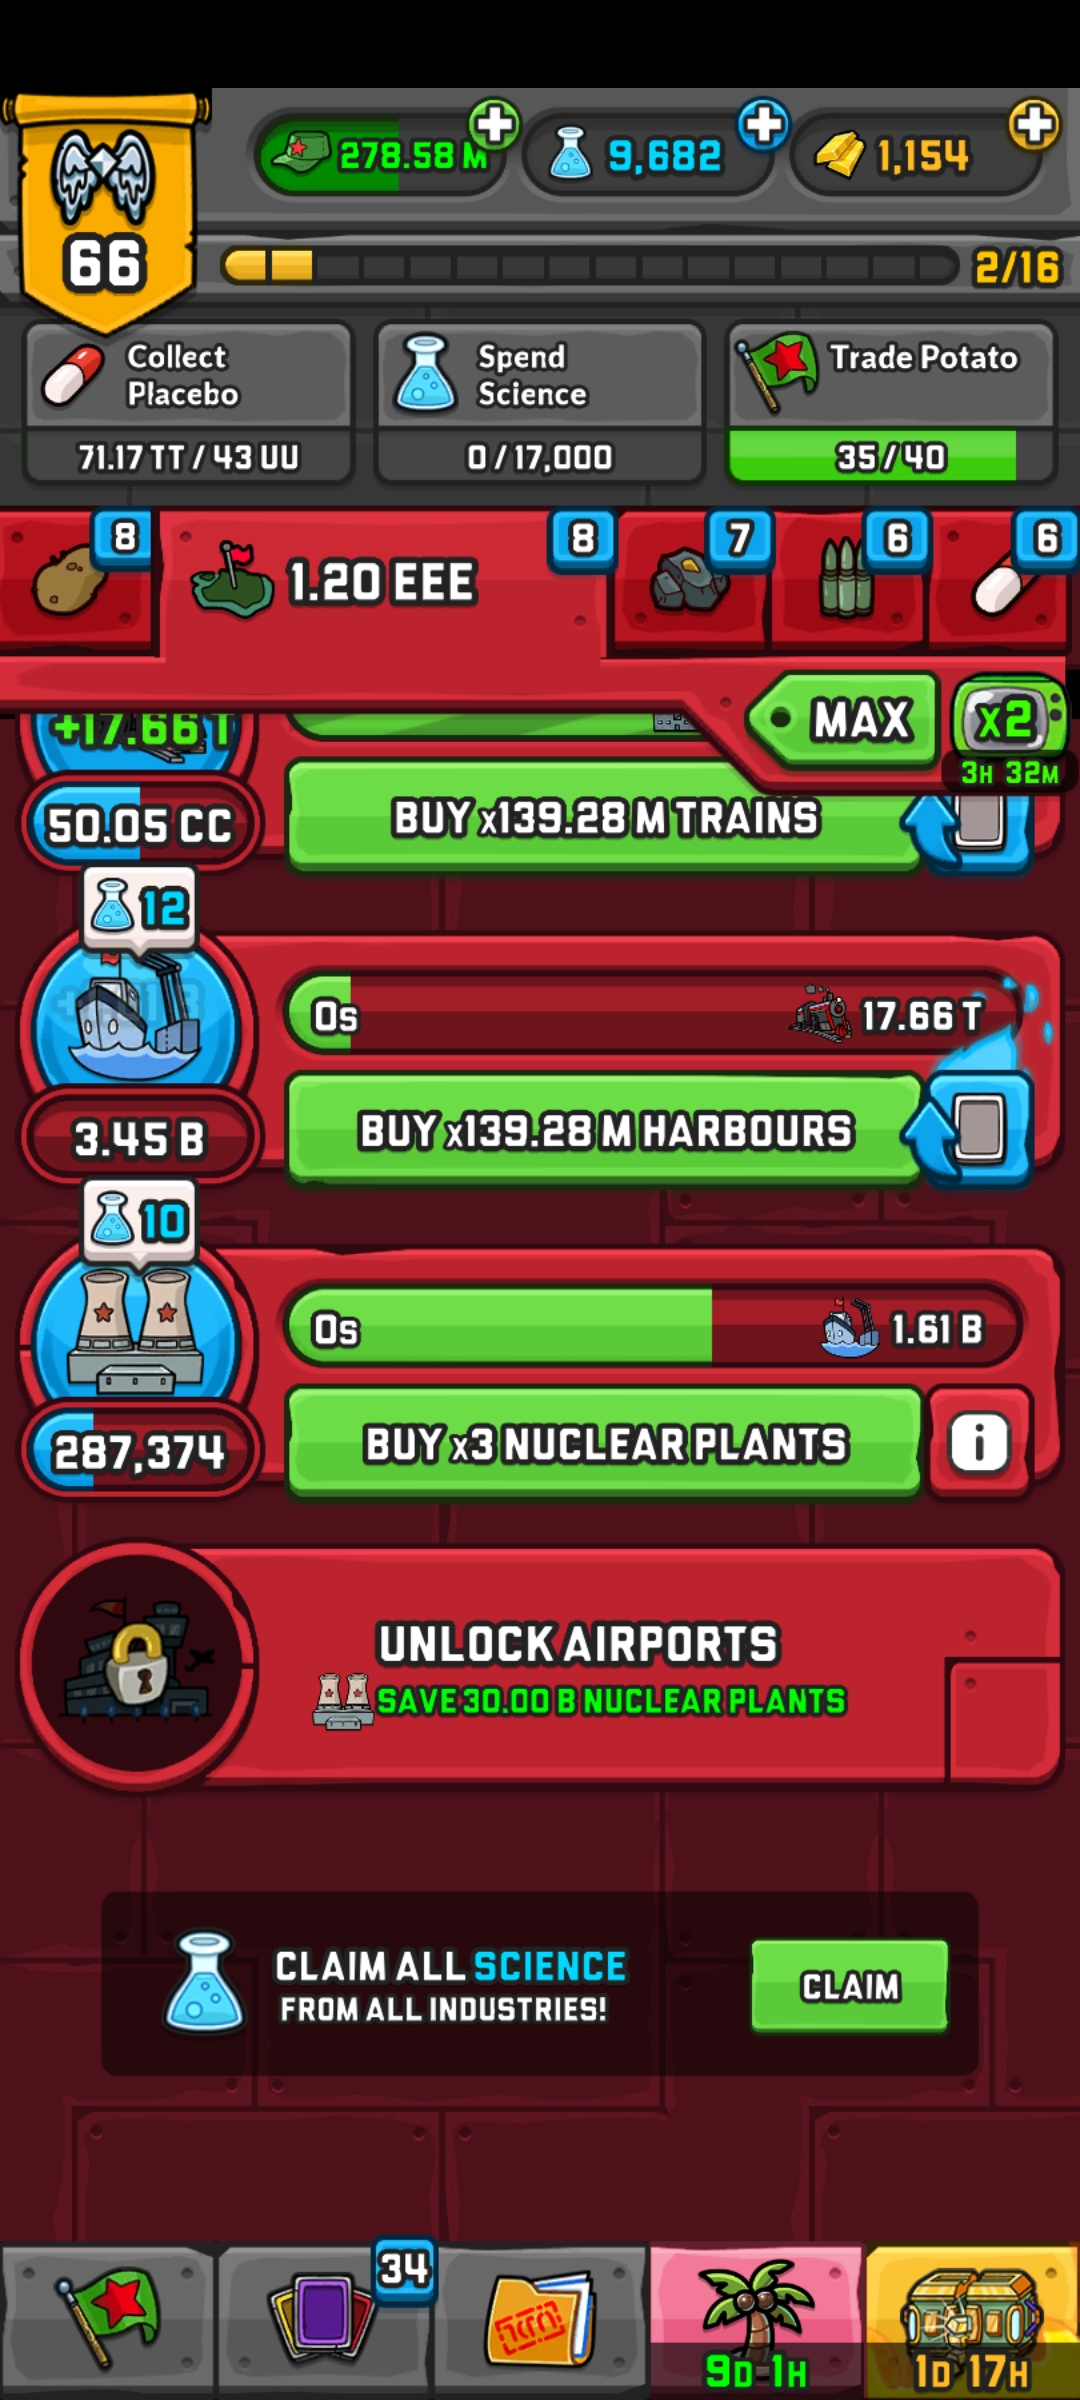 278.58 M
9,682
1,154
66
2/16
Collect
Placebo
Spend
Science
Trade Potato
71.17 TT / 43 UU
0 / 17,000
35 / 40
8
1.20 EEE
8
7
6
6
+17.66 T
MAX
x2
3H 32M
50.05 CC
BUY x139.28 M TRAINS
12
0s
17.66 T
3.45 B
BUY x139.28 M HARBOURS
10
0s
1.61 B
287,374
BUY x3 NUCLEAR PLANTS
i
UNLOCK AIRPORTS
SAVE 30.00 B NUCLEAR PLANTS
CLAIM ALL SCIENCE
FROM ALL INDUSTRIES!
CLAIM
34
9D 1H
1D 17H